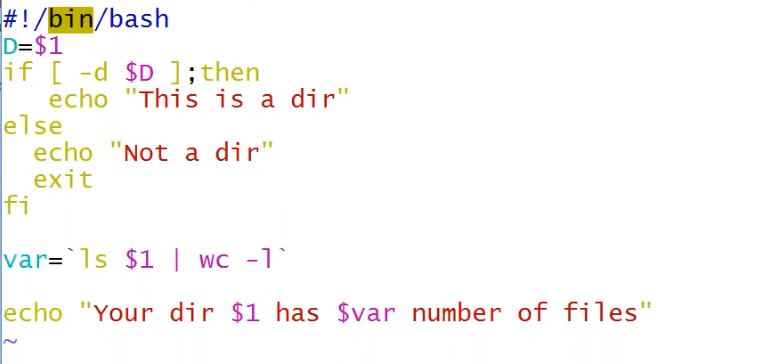 #!/bin/bash
D=$1
if [ -d $D ];then
   echo "This is a dir"
else
  echo "Not a dir"
  exit
fi

var=`ls $1 | wc -l`

echo "Your dir $1 has $var number of files"
~